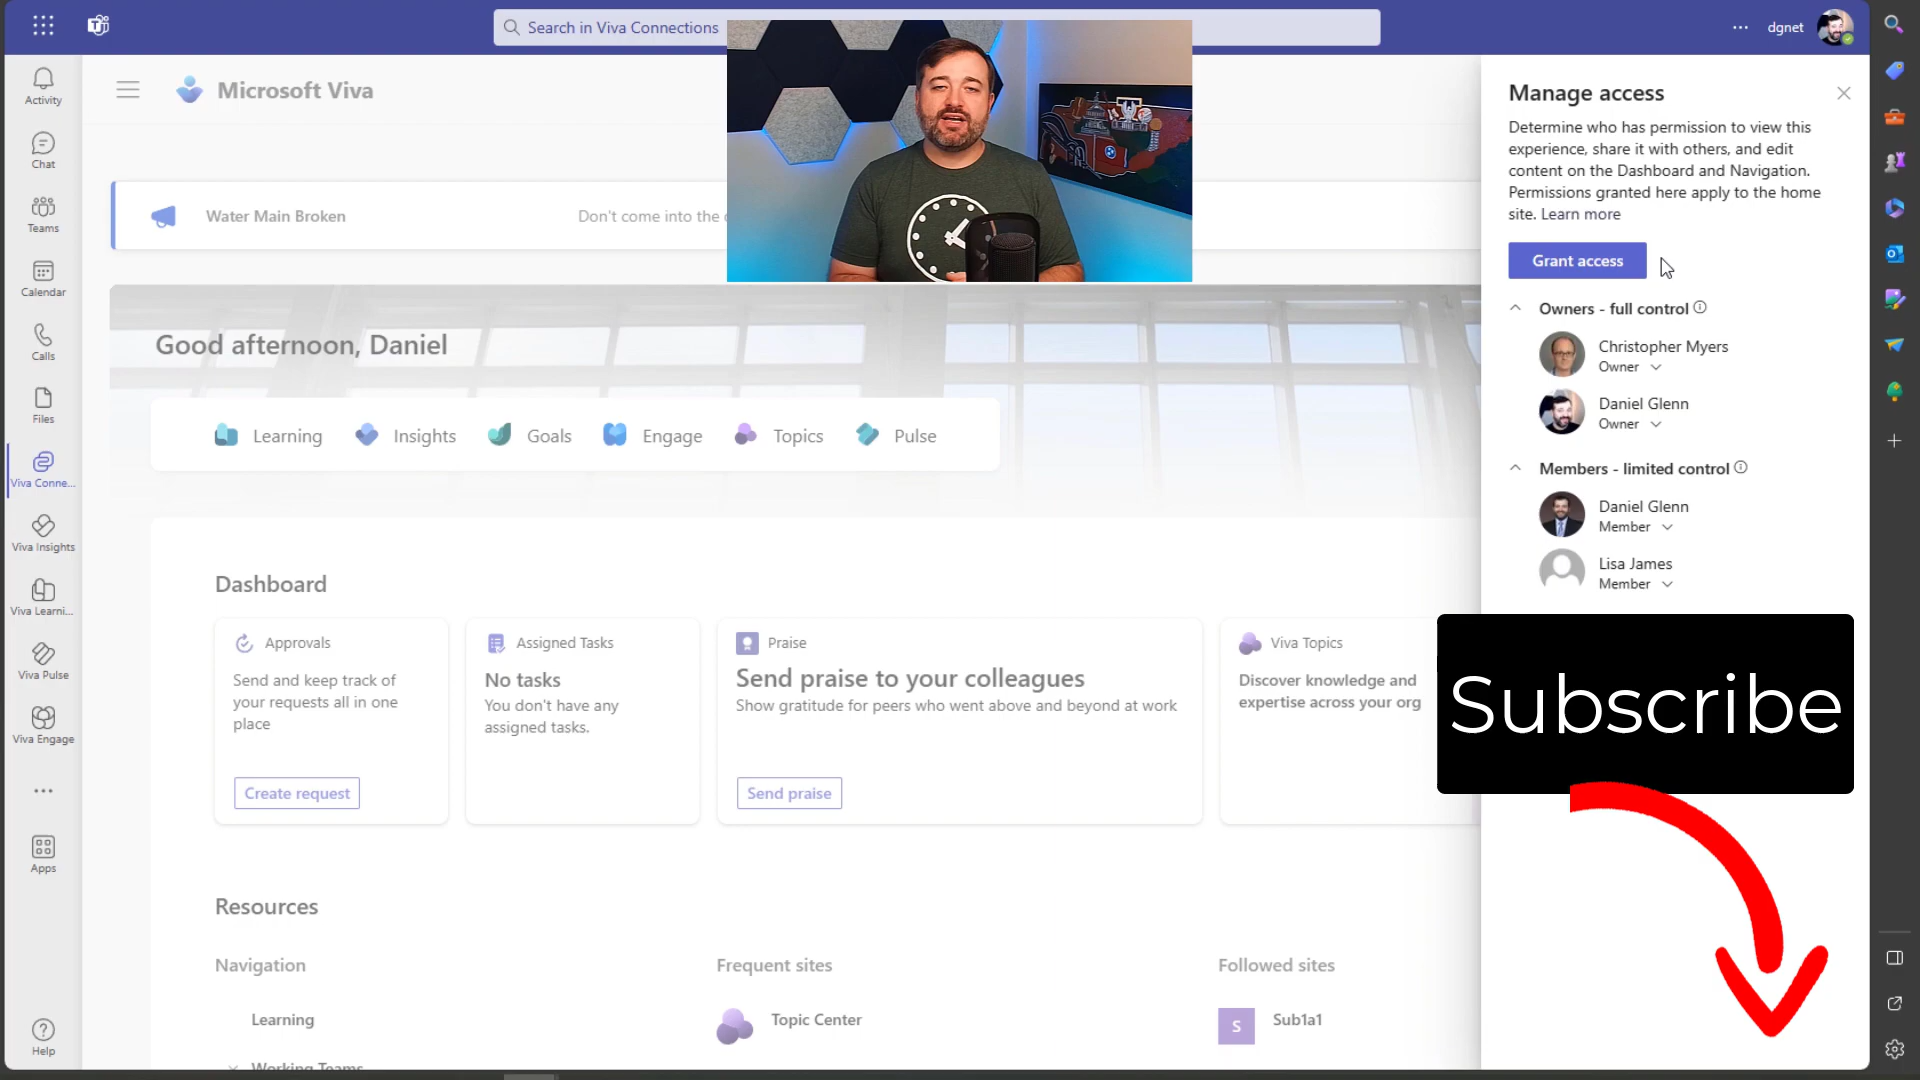 Search in Viva Connections
dgnet
Activity
Chat
Teams
Calendar
Calls
Files
Viva Conne...
Viva Insights
Viva Learni...
Viva Pulse
Viva Engage
Apps
Help
Microsoft Viva
Water Main Broken
Don't come into the
Good afternoon, Daniel
Learning
Insights
Goals
Engage
Topics
Pulse
Dashboard
Approvals
Send and keep track of
your requests all in one
place
Create request
Assigned Tasks
No tasks
You don't have any
assigned tasks.
Praise
Send praise to your colleagues
Show gratitude for peers who went above and beyond at work
Send praise
Viva Topics
Discover knowledge and
expertise across your org
Resources
Navigation
Learning
Working Teams
Frequent sites
Topic Center
Followed sites
S
Sub1a1
Manage access
Determine who has permission to view this
experience, share it with others, and edit
content on the Dashboard and Navigation.
Permissions granted here apply to the home
site. Learn more
Grant access
Owners - full control
Christopher Myers
Owner
Daniel Glenn
Owner
Members - limited control
Daniel Glenn
Member
Lisa James
Member
Subscribe